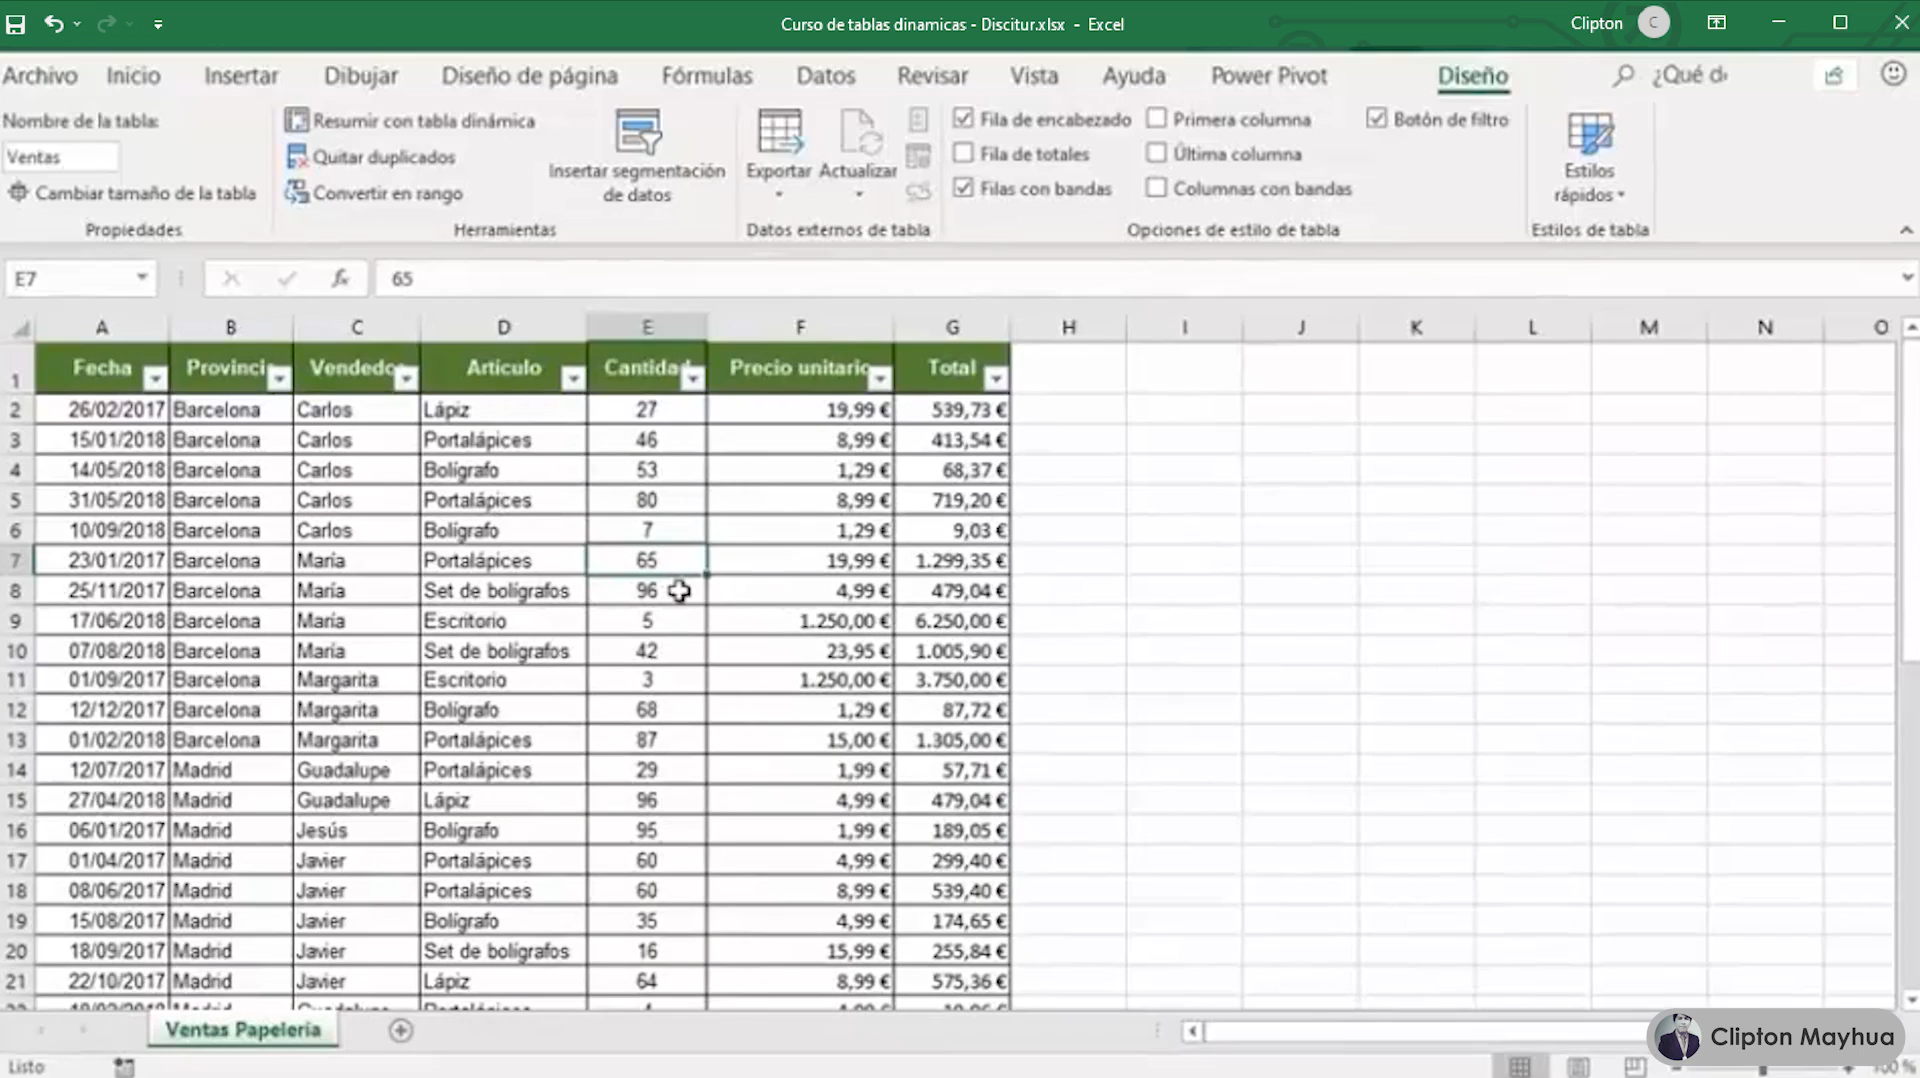 Curso de tablas dinamicas - Discitur.xlsx - Excel
Clipton
C
Archivo Inicio Insertar Dibujar Diseño de página Fórmulas Datos Revisar Vista Ayuda Power Pivot Diseño ¿Qué
Nombre de la tabla:
Ventas
Cambiar tamaño de la tabla
Propiedades
Resumir con tabla dinámica
Quitar duplicados
Convertir en rango
Insertar segmentación
de datos
Herramientas
Exportar Actualizar
Datos externos de tabla
Fila de encabezado Primera columna Botón de filtro
Fila de totales Última columna
Filas con bandas Columnas con bandas
Opciones de estilo de tabla
Estilos
rápidos
Estilos de tabla
E7 fx 65
A B C D E F G H I J K L M N O
1 Fecha Provinci Vendedo Artículo Cantidad Precio unitario Total
2 26/02/2017 Barcelona Carlos Lápiz 27 19,99 € 539,73 €
3 15/01/2018 Barcelona Carlos Portalápices 46 8,99 € 413,54 €
4 14/05/2018 Barcelona Carlos Bolígrafo 53 1,29 € 68,37 €
5 31/05/2018 Barcelona Carlos Portalápices 80 8,99 € 719,20 €
6 10/09/2018 Barcelona Carlos Bolígrafo 7 1,29 € 9,03 €
7 23/01/2017 Barcelona María Portalápices 65 19,99 € 1.299,35 €
8 25/11/2017 Barcelona María Set de bolígrafos 96 4,99 € 479,04 €
9 17/06/2018 Barcelona María Escritorio 5 1.250,00 € 6.250,00 €
10 07/08/2018 Barcelona María Set de bolígrafos 42 23,95 € 1.005,90 €
11 01/09/2017 Barcelona Margarita Escritorio 3 1.250,00 € 3.750,00 €
12 12/12/2017 Barcelona Margarita Bolígrafo 68 1,29 € 87,72 €
13 01/02/2018 Barcelona Margarita Portalápices 87 15,00 € 1.305,00 €
14 12/07/2017 Madrid Guadalupe Portalápices 29 1,99 € 57,71 €
15 27/04/2018 Madrid Guadalupe Lápiz 96 4,99 € 479,04 €
16 06/01/2017 Madrid Jesús Bolígrafo 95 1,99 € 189,05 €
17 01/04/2017 Madrid Javier Portalápices 60 4,99 € 299,40 €
18 08/06/2017 Madrid Javier Portalápices 60 8,99 € 539,40 €
19 15/08/2017 Madrid Javier Bolígrafo 35 4,99 € 174,65 €
20 18/09/2017 Madrid Javier Set de bolígrafos 16 15,99 € 255,84 €
21 22/10/2017 Madrid Javier Lápiz 64 8,99 € 575,36 €
Ventas Papelería
Clipton Mayhua
Listo
100 %